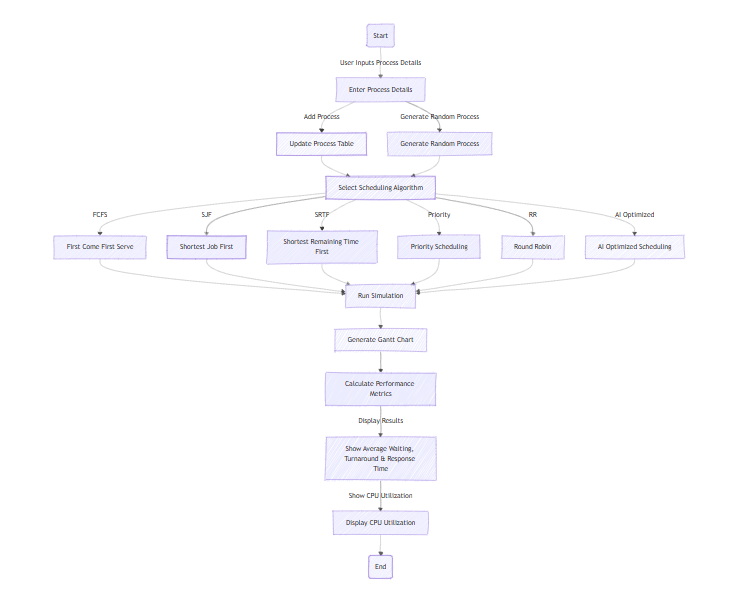 Start
User Inputs Process Details
Enter Process Details
Add Process
Generate Random Process
Update Process Table
Generate Random Process
Select Scheduling Algorithm
FCFS
SJF
SRTF
Priority
RR
AI Optimized
First Come First Serve
Shortest Job First
Shortest Remaining Time
First
Priority Scheduling
Round Robin
AI Optimized Scheduling
Run Simulation
Generate Gantt Chart
Calculate Performance
Metrics
Display Results
Show Average Waiting,
Turnaround & Response
Time
Show CPU Utilization
Display CPU Utilization
End